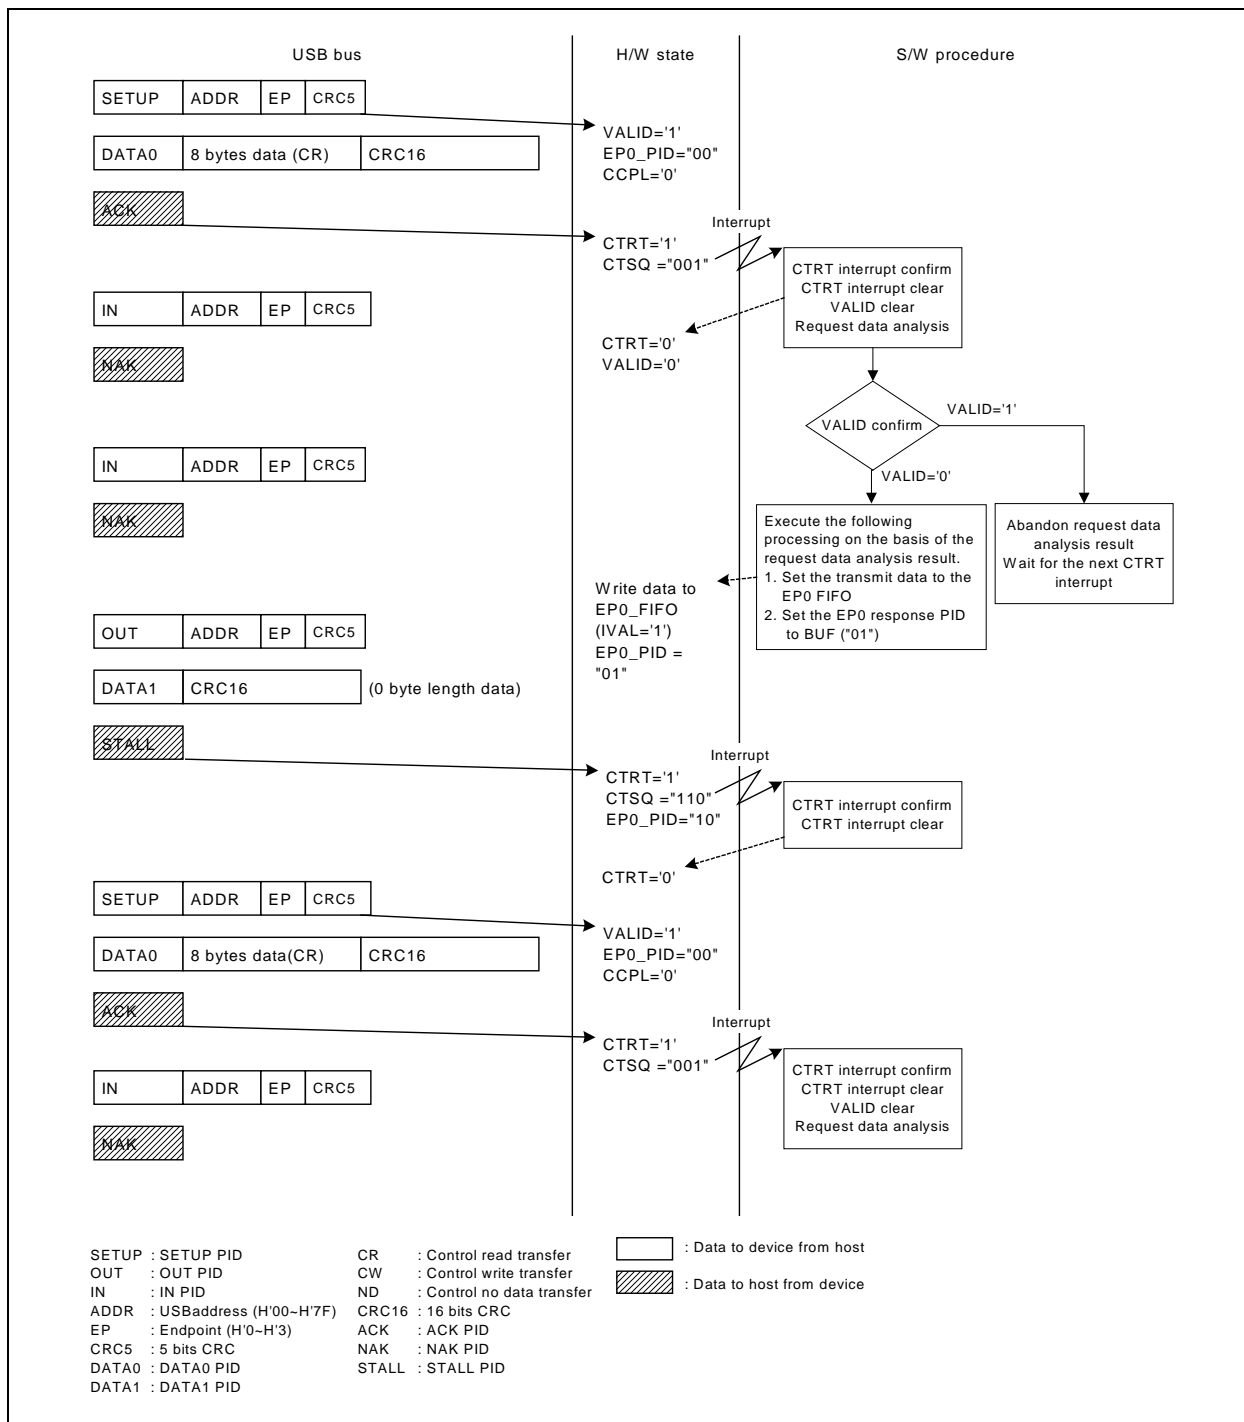 USB bus
H/W state
S/W procedure
SETUP ADDR EP CRC5
VALID='1'
EP0_PID="00"
CCPL='0'
DATA0 8 bytes data (CR) CRC16
ACK
Interrupt
CTRT='1'
CTSQ ="001"
CTRT interrupt confirm
CTRT interrupt clear
VALID clear
Request data analysis
IN ADDR EP CRC5
CTRT='0'
VALID='0'
NAK
VALID confirm
VALID='1'
VALID='0'
IN ADDR EP CRC5
NAK
Execute the following
processing on the basis of the
request data analysis result.
1. Set the transmit data to the
EP0 FIFO
2. Set the EP0 response PID
to BUF ("01")
Abandon request data
analysis result
Wait for the next CTRT
interrupt
Write data to
EP0_FIFO
(IVAL='1')
EP0_PID =
"01"
OUT ADDR EP CRC5
DATA1 CRC16 (0 byte length data)
STALL
Interrupt
CTRT='1'
CTSQ ="110"
EP0_PID="10"
CTRT interrupt confirm
CTRT interrupt clear
CTRT='0'
SETUP ADDR EP CRC5
VALID='1'
EP0_PID="00"
CCPL='0'
DATA0 8 bytes data(CR) CRC16
ACK
Interrupt
CTRT='1'
CTSQ ="001"
CTRT interrupt confirm
CTRT interrupt clear
VALID clear
Request data analysis
IN ADDR EP CRC5
NAK
SETUP : SETUP PID
OUT : OUT PID
IN : IN PID
ADDR : USBaddress (H'00~H'7F)
EP : Endpoint (H'0~H'3)
CRC5 : 5 bits CRC
DATA0 : DATA0 PID
DATA1 : DATA1 PID
CR : Control read transfer
CW : Control write transfer
ND : Control no data transfer
CRC16 : 16 bits CRC
ACK : ACK PID
NAK : NAK PID
STALL : STALL PID
: Data to device from host
: Data to host from device